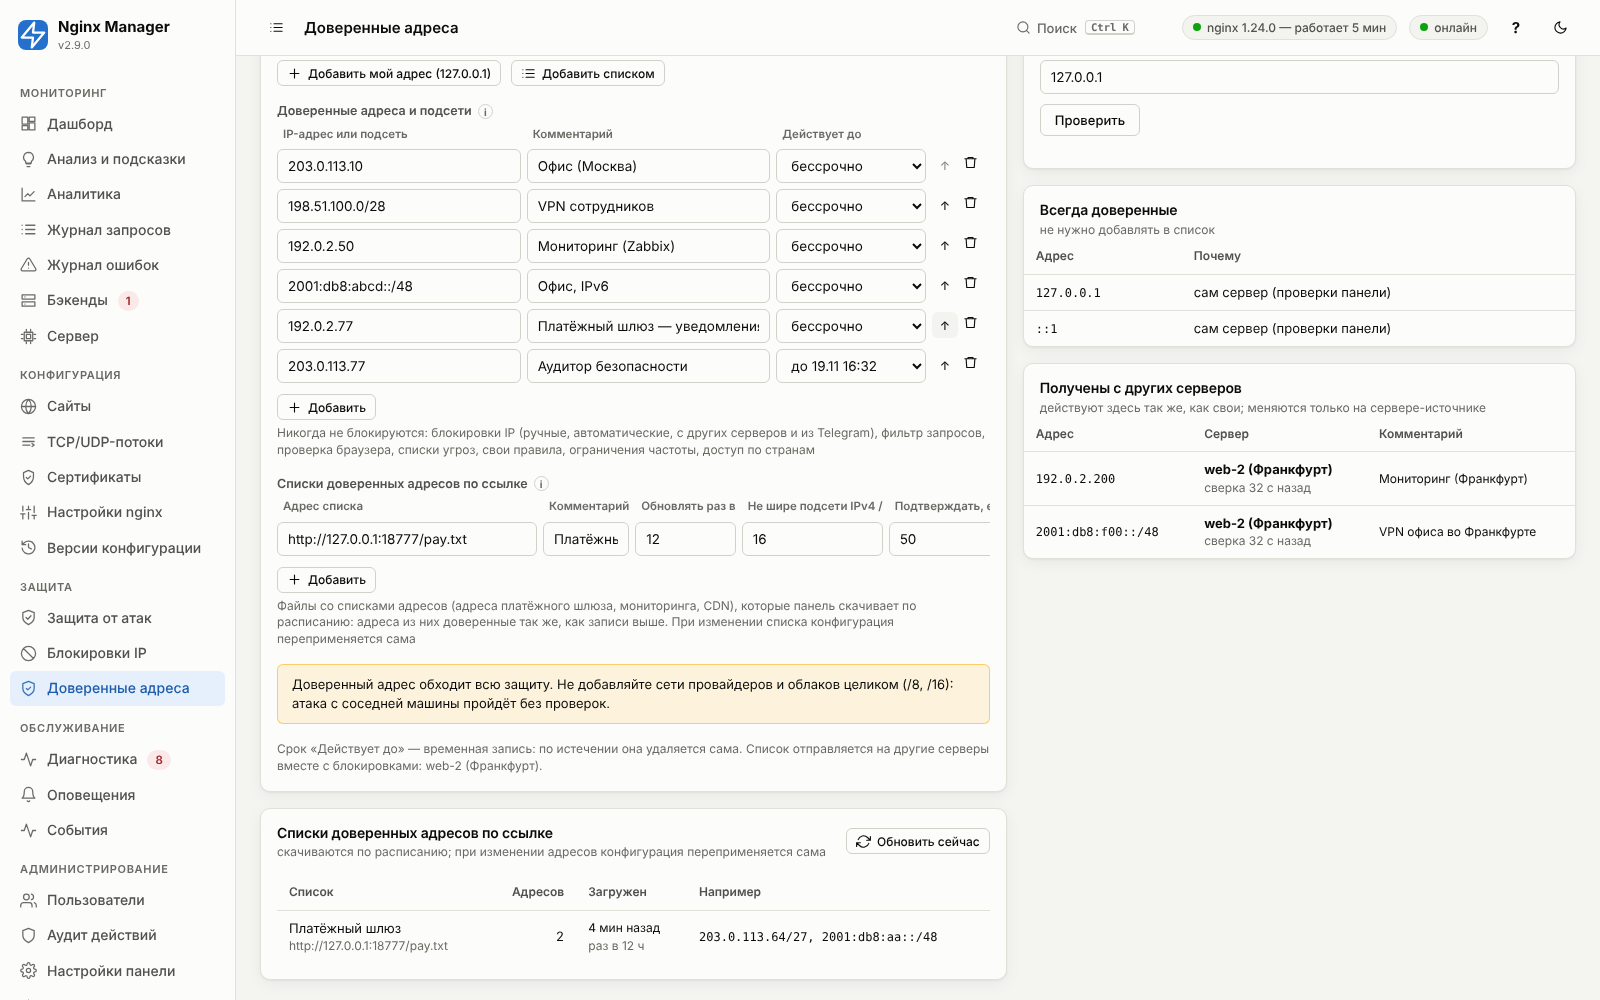 Nginx Manager
v2.9.0
МОНИТОРИНГ
Дашборд
Анализ и подсказки
Аналитика
Журнал запросов
Журнал ошибок
Бэкенды 1
Сервер
КОНФИГУРАЦИЯ
Сайты
TCP/UDP-потоки
Сертификаты
Настройки nginx
Версии конфигурации
ЗАЩИТА
Защита от атак
Блокировки IP
Доверенные адреса
ОБСЛУЖИВАНИЕ
Диагностика 8
Оповещения
События
АДМИНИСТРИРОВАНИЕ
Пользователи
Аудит действий
Настройки панели
Доверенные адреса
Поиск Ctrl K
nginx 1.24.0 — работает 5 мин
онлайн
?
Добавить мой адрес (127.0.0.1)
Добавить списком
Доверенные адреса и подсети i
IP-адрес или подсеть Комментарий Действует до
203.0.113.10 Офис (Москва) бессрочно
198.51.100.0/28 VPN сотрудников бессрочно
192.0.2.50 Мониторинг (Zabbix) бессрочно
2001:db8:abcd::/48 Офис, IPv6 бессрочно
192.0.2.77 Платёжный шлюз — уведомления бессрочно
203.0.113.77 Аудитор безопасности до 19.11 16:32
Добавить
Никогда не блокируются: блокировки IP (ручные, автоматические, с других серверов и из Telegram), фильтр запросов,
проверка браузера, списки угроз, свои правила, ограничения частоты, доступ по странам
Списки доверенных адресов по ссылке i
Адрес списка Комментарий Обновлять раз в Не шире подсети IPv4 / Подтверждать,
http://127.0.0.1:18777/pay.txt Платёжн 12 16 50
Добавить
Файлы со списками адресов (адреса платёжного шлюза, мониторинга, CDN), которые панель скачивает по
расписанию: адреса из них доверенные так же, как записи выше. При изменении списка конфигурация
переприменяется сама
Доверенный адрес обходит всю защиту. Не добавляйте сети провайдеров и облаков целиком (/8, /16):
атака с соседней машины пройдёт без проверок.
Срок «Действует до» — временная запись: по истечении она удаляется сама. Список отправляется на другие серверы
вместе с блокировками: web-2 (Франкфурт).
Списки доверенных адресов по ссылке
скачиваются по расписанию; при изменении адресов конфигурация переприменяется сама
Обновить сейчас
Список Адресов Загружен Например
Платёжный шлюз
http://127.0.0.1:18777/pay.txt
2
4 мин назад
раз в 12 ч
203.0.113.64/27, 2001:db8:aa::/48
127.0.0.1
Проверить
Всегда доверенные
не нужно добавлять в список
Адрес Почему
127.0.0.1 сам сервер (проверки панели)
::1 сам сервер (проверки панели)
Получены с других серверов
действуют здесь так же, как свои; меняются только на сервере-источнике
Адрес Сервер Комментарий
192.0.2.200
web-2 (Франкфурт)
сверка 32 с назад
Мониторинг (Франкфурт)
2001:db8:f00::/48
web-2 (Франкфурт)
сверка 32 с назад
VPN офиса во Франкфурте